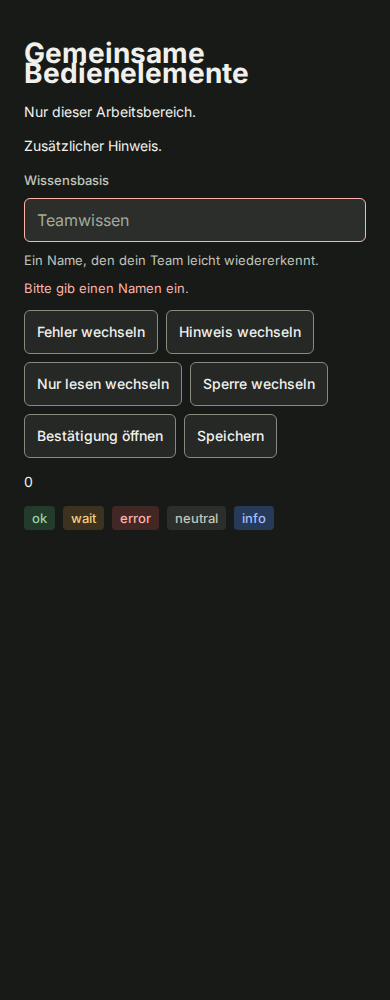 Gemeinsame
Bedienelemente
Nur dieser Arbeitsbereich.
Zusätzlicher Hinweis.
Wissensbasis
Teamwissen
Ein Name, den dein Team leicht wiedererkennt.
Bitte gib einen Namen ein.
Fehler wechseln Hinweis wechseln
Nur lesen wechseln Sperre wechseln
Bestätigung öffnen Speichern
0
ok wait error neutral info